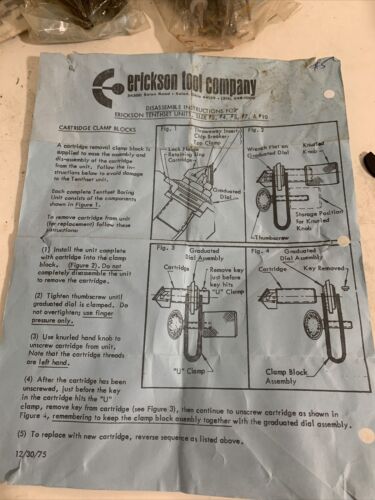 erickson tool company
DISASSEMBLE INSTRUCTIONS FOR
ERICKSON TENTHSET UNITS
CARTRIDGE CLAMP BLOCKS
A cartridge removal clamp block is
supplied to ease the assembly and
dis-assembly of the cartridge
from the unit. Follow the in-
structions below to avoid damage
to the Tenthset unit.
Each complete Tenthset Boring
Unit consists of the components
shown in Figure 1.
To remove cartridge from unit
(for replacement) follow these
instructions:
(1) Install the unit complete
with cartridge into the clamp
block. (Figure 2). Do not
completely disassemble the unit
to remove the cartridge.
(2) Tighten thumbscrew until
graduated dial is clamped. Do
not overtighten; use finger
pressure only.
(3) Use knurled hand knob to
unscrew cartridge from unit.
Note that the cartridge threads
are left hand.
(4) After the cartridge has been
unscrewed, just before the key
in the cartridge hits the "U"
clamp, remove key from cartridge (see Figure 3), then continue to unscrew cartridge as shown in
Figure 4, remembering to keep the clamp block assembly together with the graduated dial assembly.
(5) To replace with new cartridge, reverse sequence as listed above.
12/30/75
Fig. 1
Throwaway Insert
Chip Breaker
Top Clamp
Lock
Retaining
Cartridge
Graduated
Dial
Fig. 2
Wrench Flat on
Graduated Dial
Knurled
Knob
Storage Position
for Knurled
Knob
Thumbscrew
Fig. 3
Graduated
Dial Assembly
Cartridge
Remove key
just before
key hits
"U" Clamp
"U" Clamp
Fig. 4
Graduated
Dial Assembly
Cartridge
Key Removed
Clamp Block
Assembly